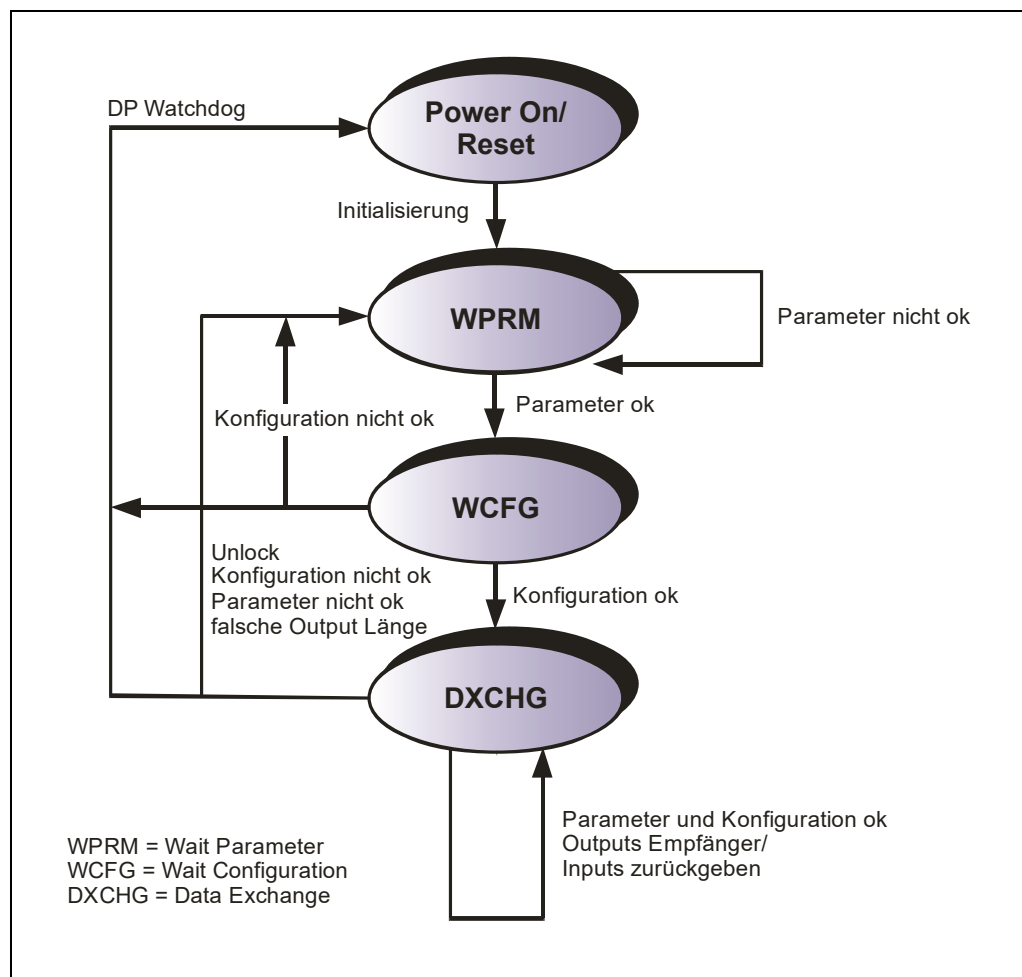 DP Watchdog
Power On/
Reset
Initialisierung
WPRM
Parameter nicht ok
Konfiguration nicht ok
Parameter ok
WCFG
Unlock
Konfiguration nicht ok
Parameter nicht ok
falsche Output Länge
Konfiguration ok
DXCHG
Parameter und Konfiguration ok
Outputs Empfänger/
Inputs zurückgeben
WPRM = Wait Parameter
WCFG = Wait Configuration
DXCHG = Data Exchange